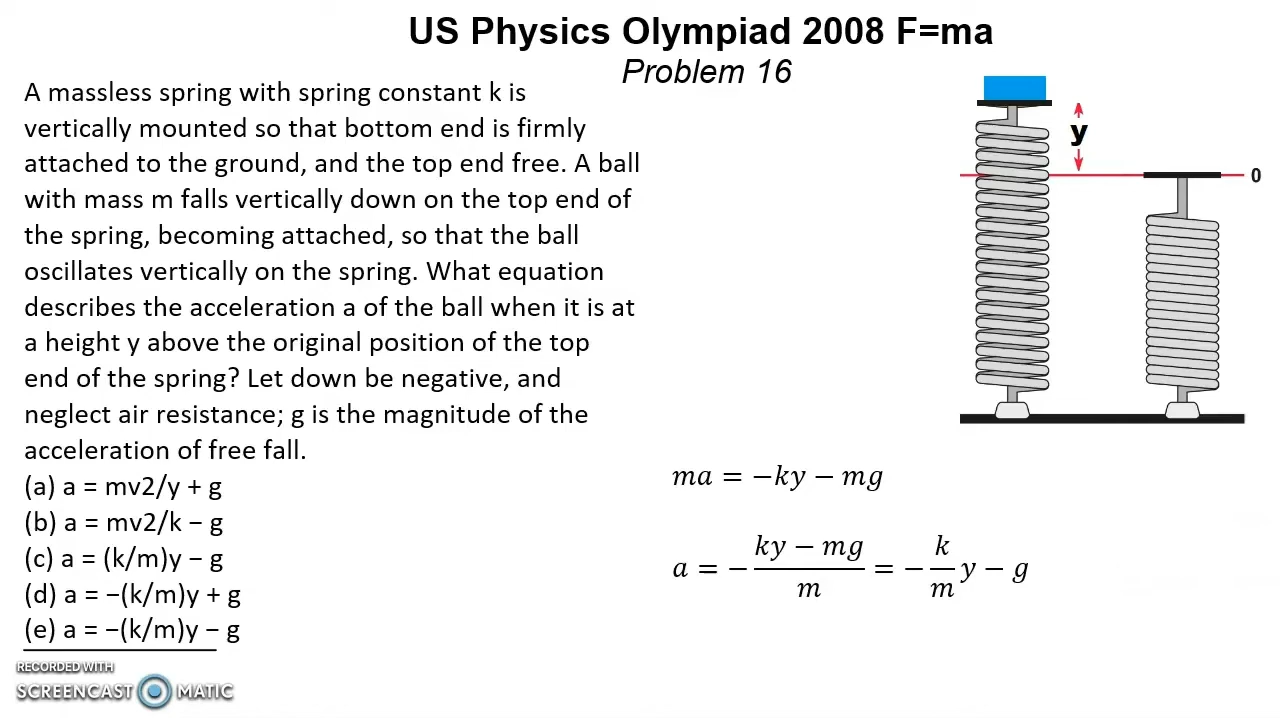 US Physics Olympiad 2008 F=ma
Problem 16
A massless spring with spring constant k is
vertically mounted so that bottom end is firmly
attached to the ground, and the top end free. A ball
with mass m falls vertically down on the top end of
the spring, becoming attached, so that the ball
oscillates vertically on the spring. What equation
describes the acceleration a of the ball when it is at
a height y above the original position of the top
end of the spring? Let down be negative, and
neglect air resistance; g is the magnitude of the
acceleration of free fall.
(a) a = mv2/y + g
(b) a = mv2/k − g
(c) a = (k/m)y − g
(d) a = −(k/m)y + g
(e) a = −(k/m)y − g
y
0
ma = −ky − mg
a = − (ky − mg)/m = − (k/m) y − g
RECORDED WITH
SCREENCAST MATIC